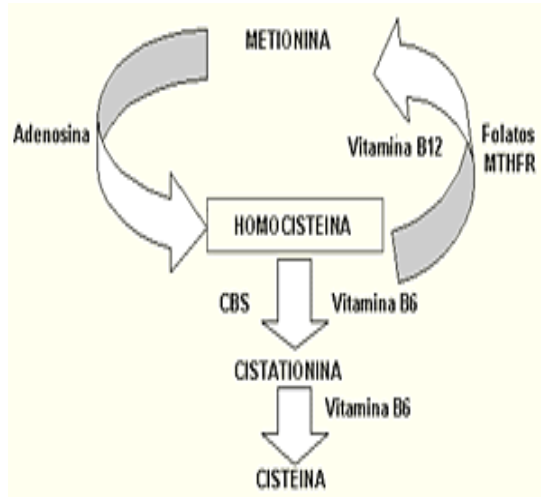 METIONINA
Adenosina
Vitamina B12
Folatos
MTHFR
HOMOCISTEINA
CBS
Vitamina B6
CISTATIONINA
Vitamina B6
CISTEINA